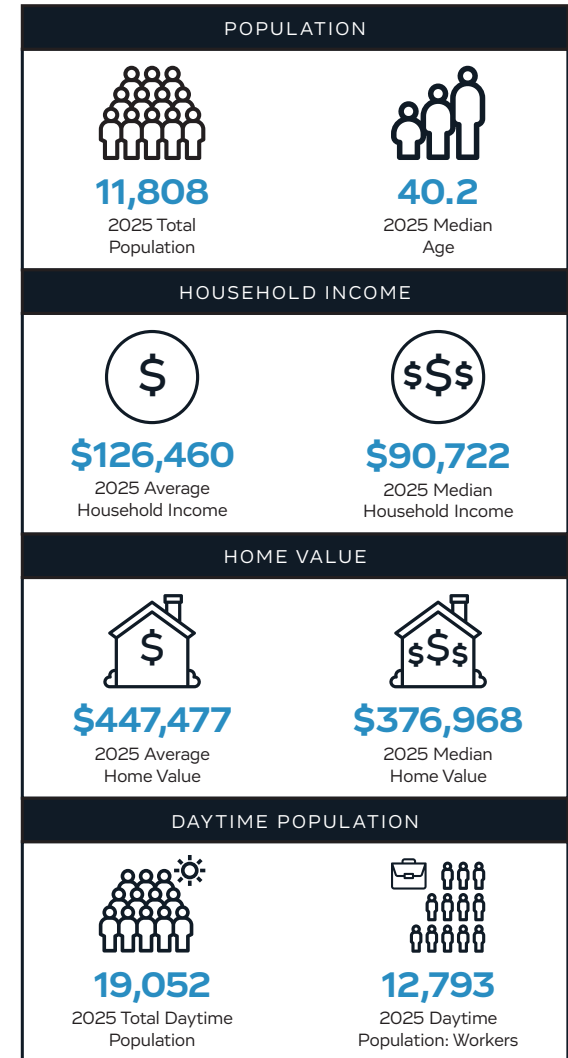 POPULATION
11,808
2025 Total
Population
40.2
2025 Median
Age
HOUSEHOLD INCOME
$
$126,460
2025 Average
Household Income
$$$
$90,722
2025 Median
Household Income
HOME VALUE
$
$447,477
2025 Average
Home Value
$$$
$376,968
2025 Median
Home Value
DAYTIME POPULATION
19,052
2025 Total Daytime
Population
12,793
2025 Daytime
Population: Workers